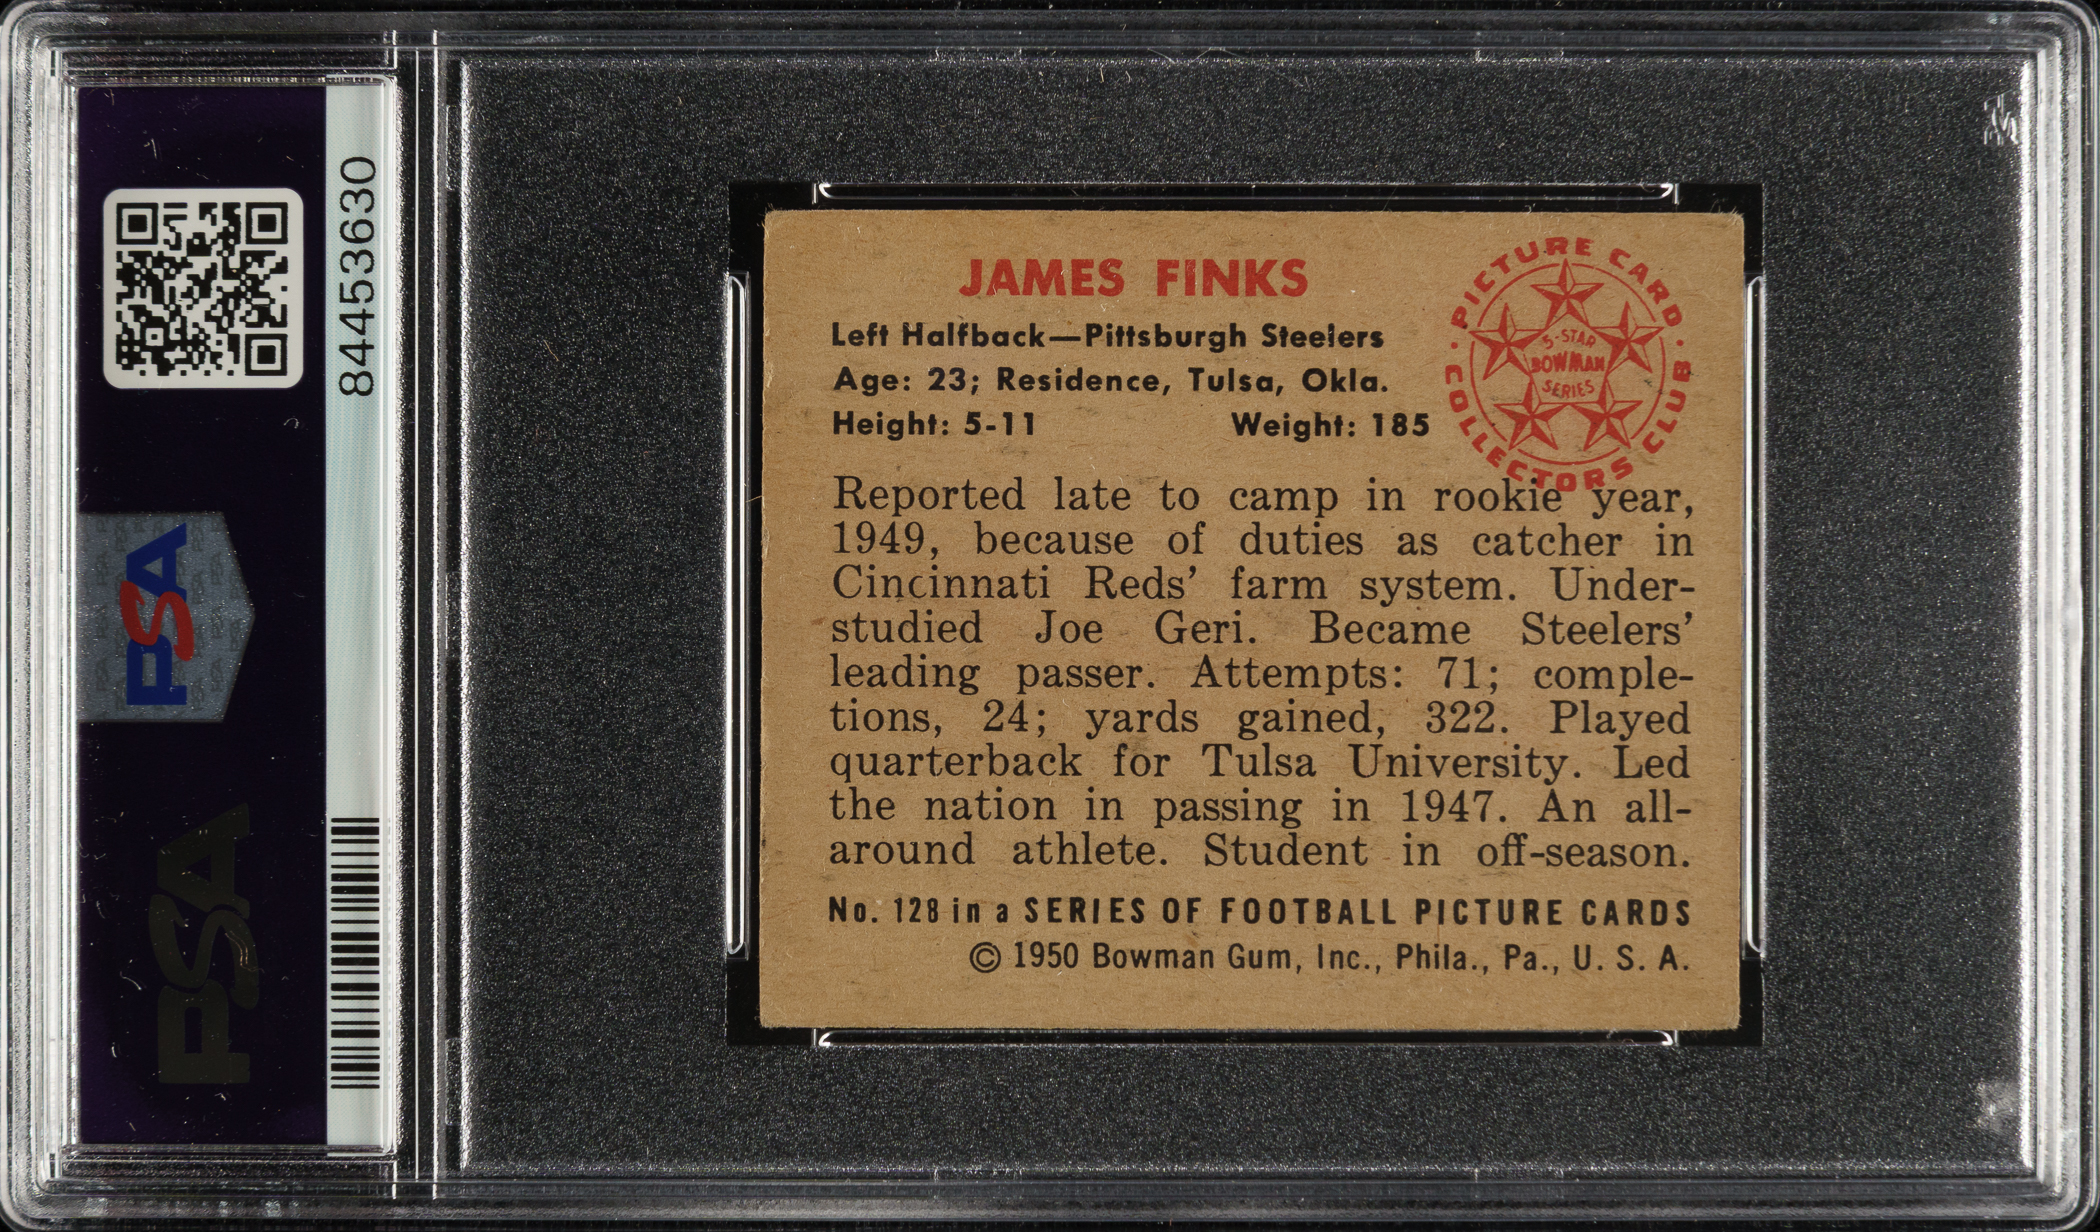 84453630
PSA
PSA
JAMES FINKS
Left Halfback—Pittsburgh Steelers
Age: 23; Residence, Tulsa, Okla.
Height: 5-11 Weight: 185
PICTURE CARD
COLLECTORS CLUB
5-STAR
BOWMAN
SERIES
Reported late to camp in rookie year,
1949, because of duties as catcher in
Cincinnati Reds' farm system. Under-
studied Joe Geri. Became Steelers'
leading passer. Attempts: 71; comple-
tions, 24; yards gained, 322. Played
quarterback for Tulsa University. Led
the nation in passing in 1947. An all-
around athlete. Student in off-season.
No. 128 in a SERIES OF FOOTBALL PICTURE CARDS
© 1950 Bowman Gum, Inc., Phila., Pa., U. S. A.